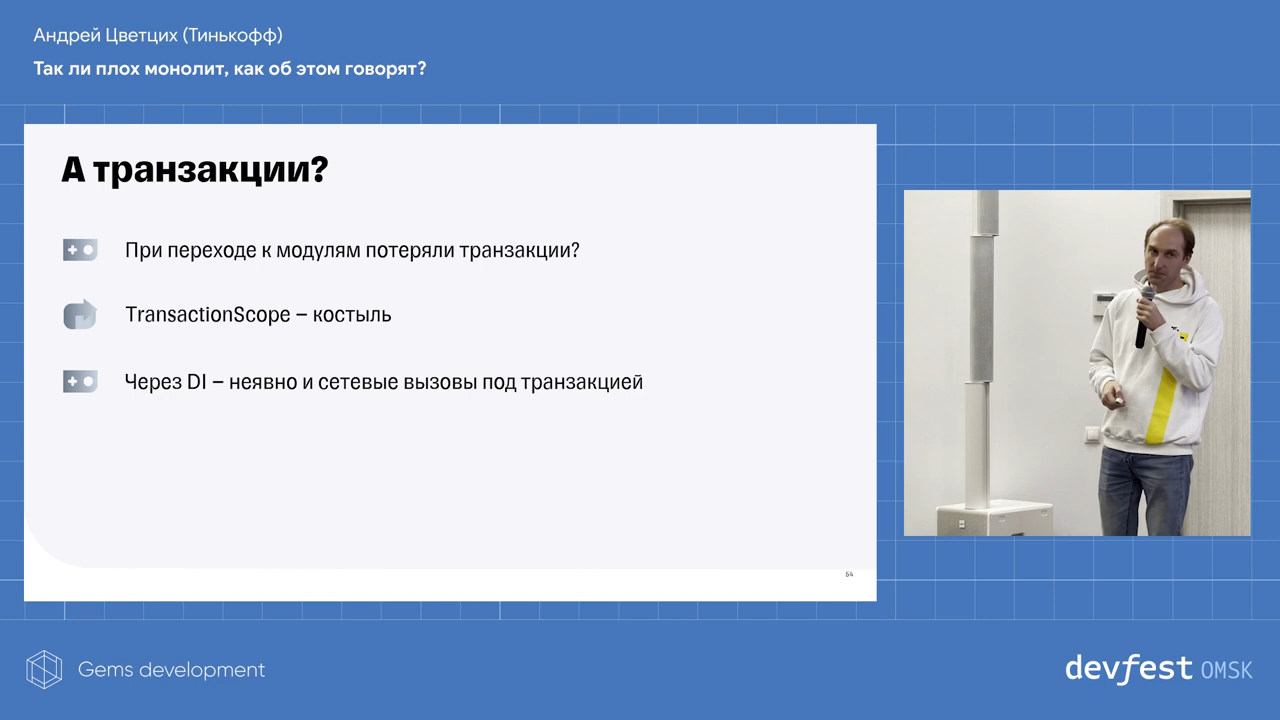 Андрей Цветцих (Тинькофф)
Так ли плох монолит, как об этом говорят?
А транзакции?
При переходе к модулям потеряли транзакции?
TransactionScope – костыль
Через DI – неявно и сетевые вызовы под транзакцией
54
Gems development
devfest OMSK